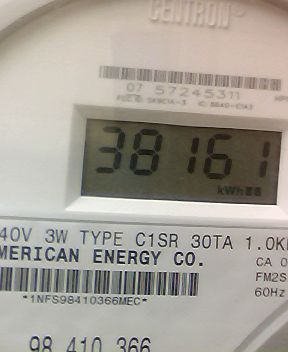 CENTRON®
07 57245311
38161
kWh
40V 3W TYPE C1SR 30TA 1.0K
MERICAN ENERGY CO.
CA 0
FM2S
60Hz
*1NFS98410366MEC*
98 410 366